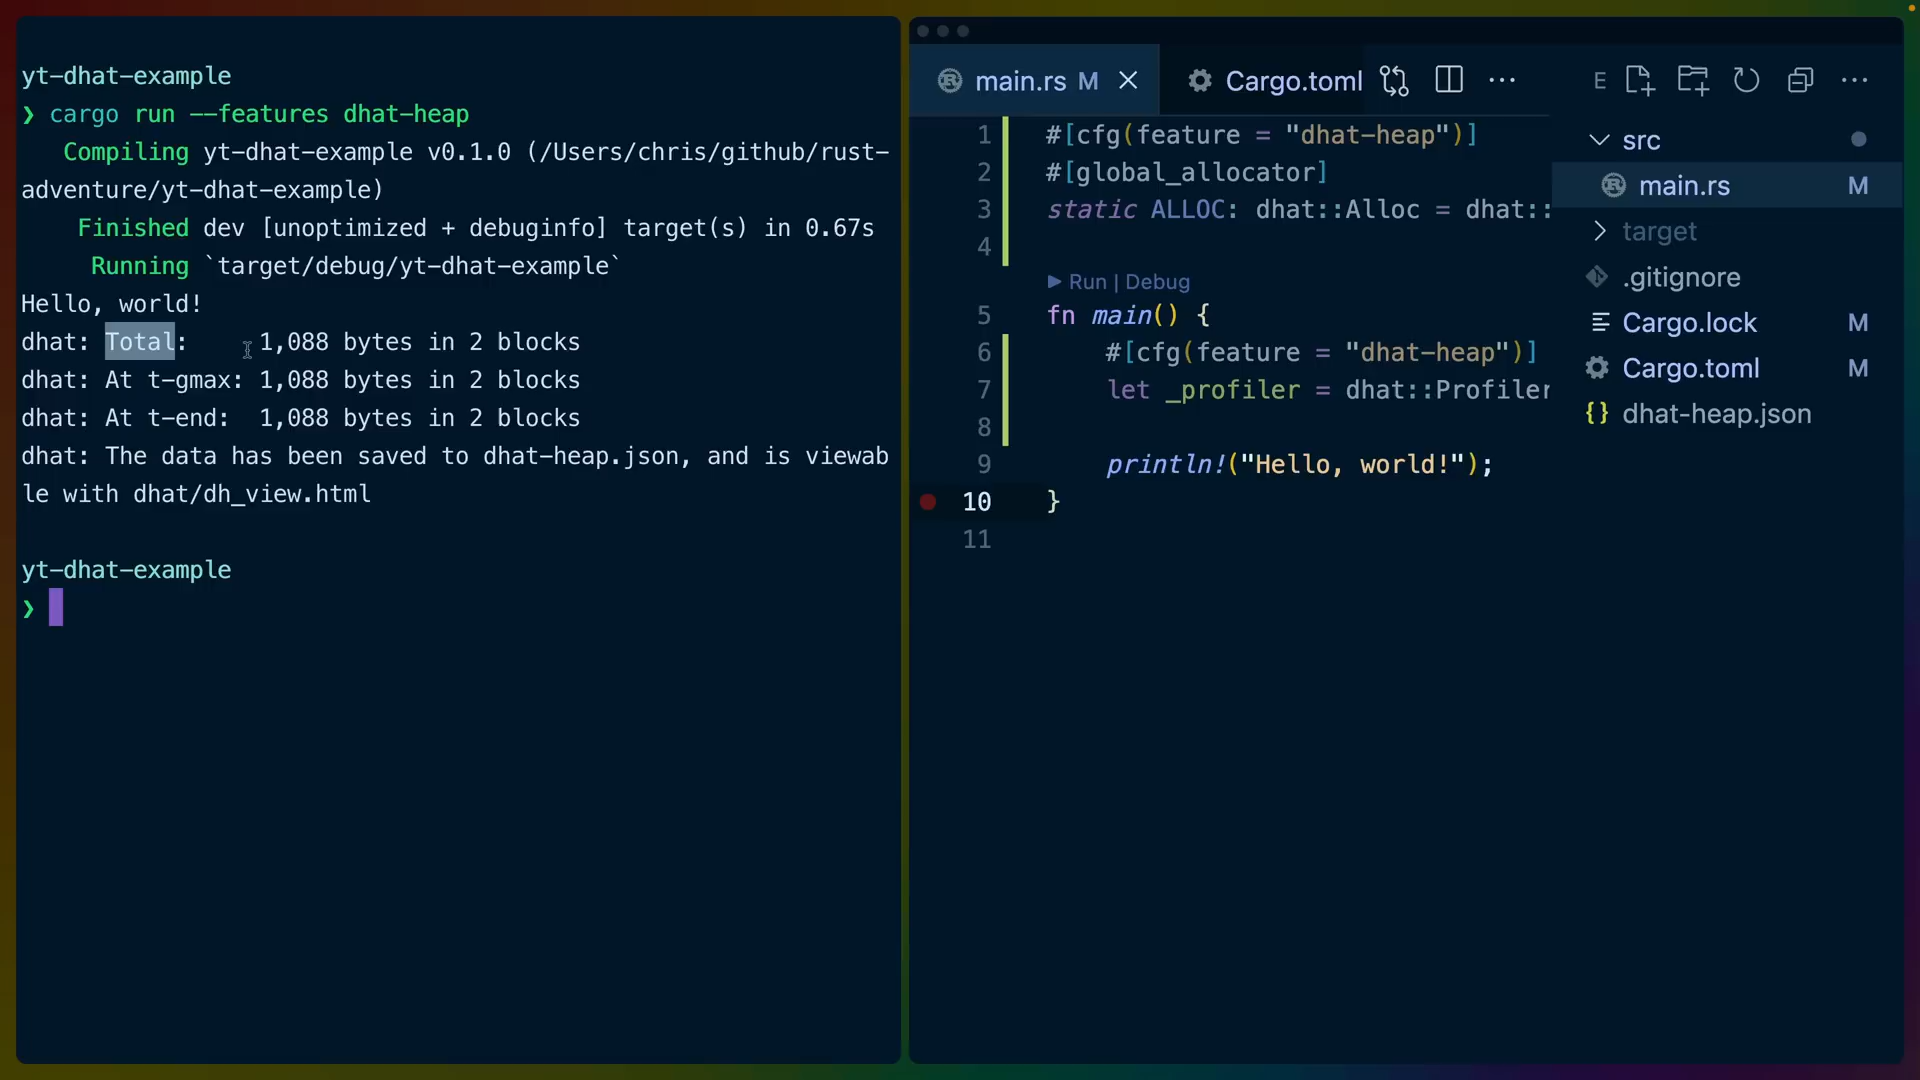 yt-dhat-example
❯ cargo run --features dhat-heap
Compiling yt-dhat-example v0.1.0 (/Users/chris/github/rust-
adventure/yt-dhat-example)
Finished dev [unoptimized + debuginfo] target(s) in 0.67s
Running `target/debug/yt-dhat-example`
Hello, world!
dhat: Total:     1,088 bytes in 2 blocks
dhat: At t-gmax: 1,088 bytes in 2 blocks
dhat: At t-end:  1,088 bytes in 2 blocks
dhat: The data has been saved to dhat-heap.json, and is viewab
le with dhat/dh_view.html
yt-dhat-example
❯
main.rs M
Cargo.toml
1 #[cfg(feature = "dhat-heap")]
2 #[global_allocator]
3 static ALLOC: dhat::Alloc = dhat::
4
Run | Debug
5 fn main() {
6 #[cfg(feature = "dhat-heap")]
7 let _profiler = dhat::Profiler
8
9 println!("Hello, world!");
10 }
11
E
src
main.rs M
target
.gitignore
Cargo.lock M
Cargo.toml M
{} dhat-heap.json